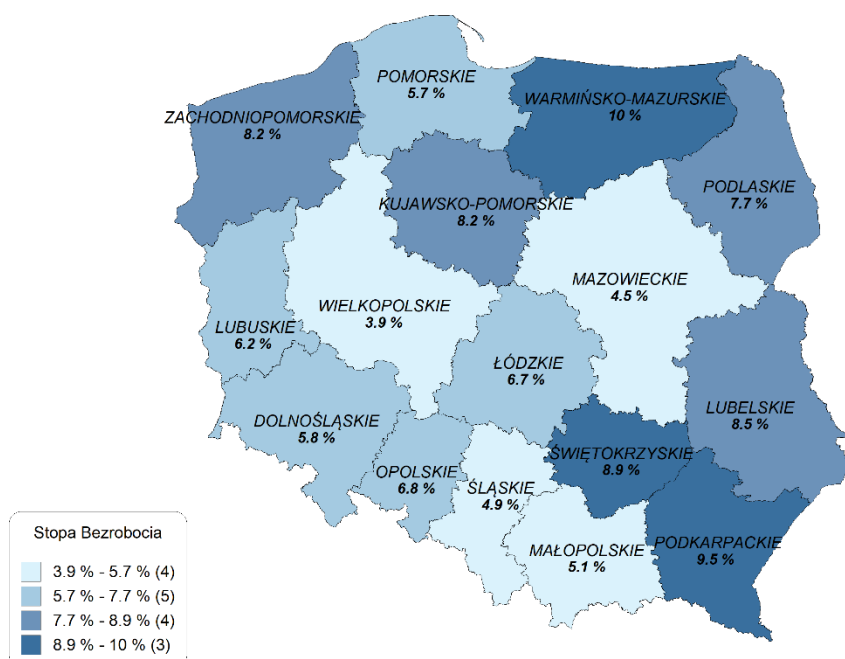 POMORSKIE
5.7 %
WARMIŃSKO-MAZURSKIE
10 %
ZACHODNIOPOMORSKIE
8.2 %
PODLASKIE
7.7 %
KUJAWSKO-POMORSKIE
8.2 %
MAZOWIECKIE
4.5 %
WIELKOPOLSKIE
3.9 %
LUBUSKIE
6.2 %
ŁÓDZKIE
6.7 %
LUBELSKIE
8.5 %
DOLNOŚLĄSKIE
5.8 %
ŚWIĘTOKRZYSKIE
8.9 %
OPOLSKIE
6.8 %
ŚLĄSKIE
4.9 %
MAŁOPOLSKIE
5.1 %
PODKARPACKIE
9.5 %
Stopa Bezrobocia
3.9 % - 5.7 % (4)
5.7 % - 7.7 % (5)
7.7 % - 8.9 % (4)
8.9 % - 10 % (3)